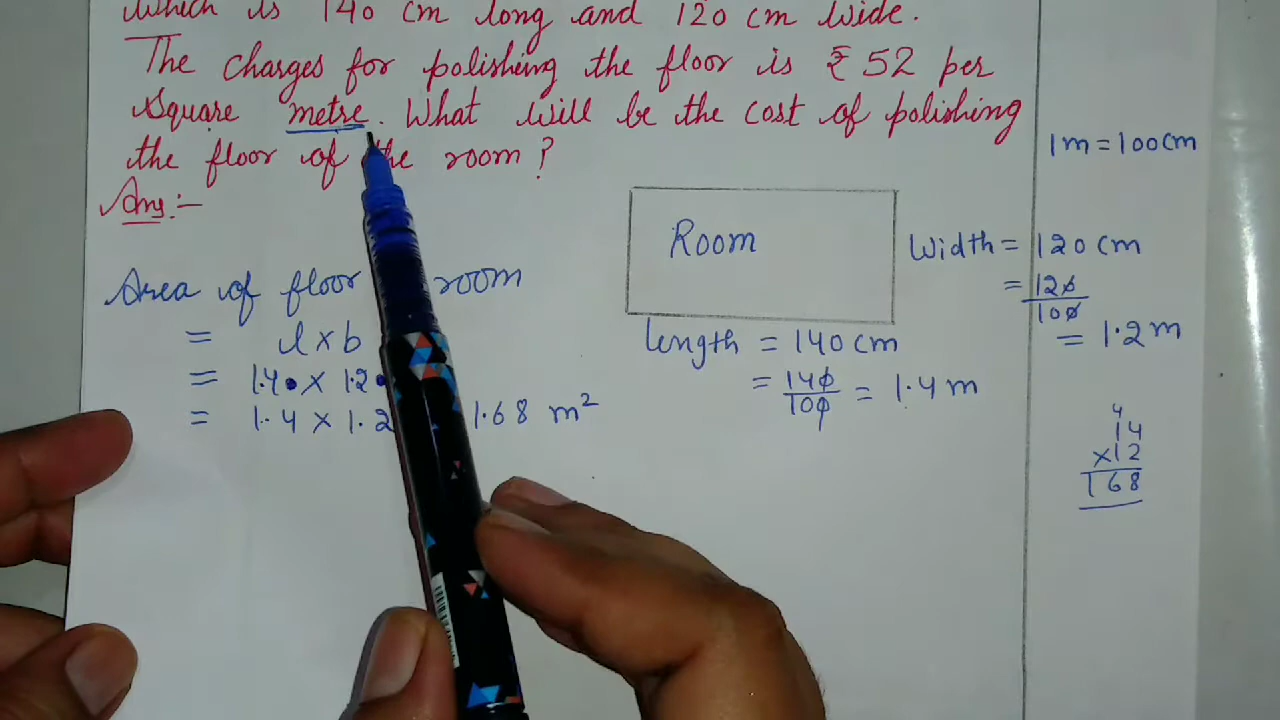 which is 140 cm long and 120 cm wide.
The charges for polishing the floor is ₹ 52 per
square metre. What will be the cost of polishing
the floor of the room?
Ans:-
1m = 100cm
Room
Width = 120 cm
= 120/100
= 1.2 m
length = 140 cm
= 140/100 = 1.4 m
Area of floor room
= l x b
= 1.4 x 1.2
= 1.4 x 1.2 1.68 m²
4
14
x12
168